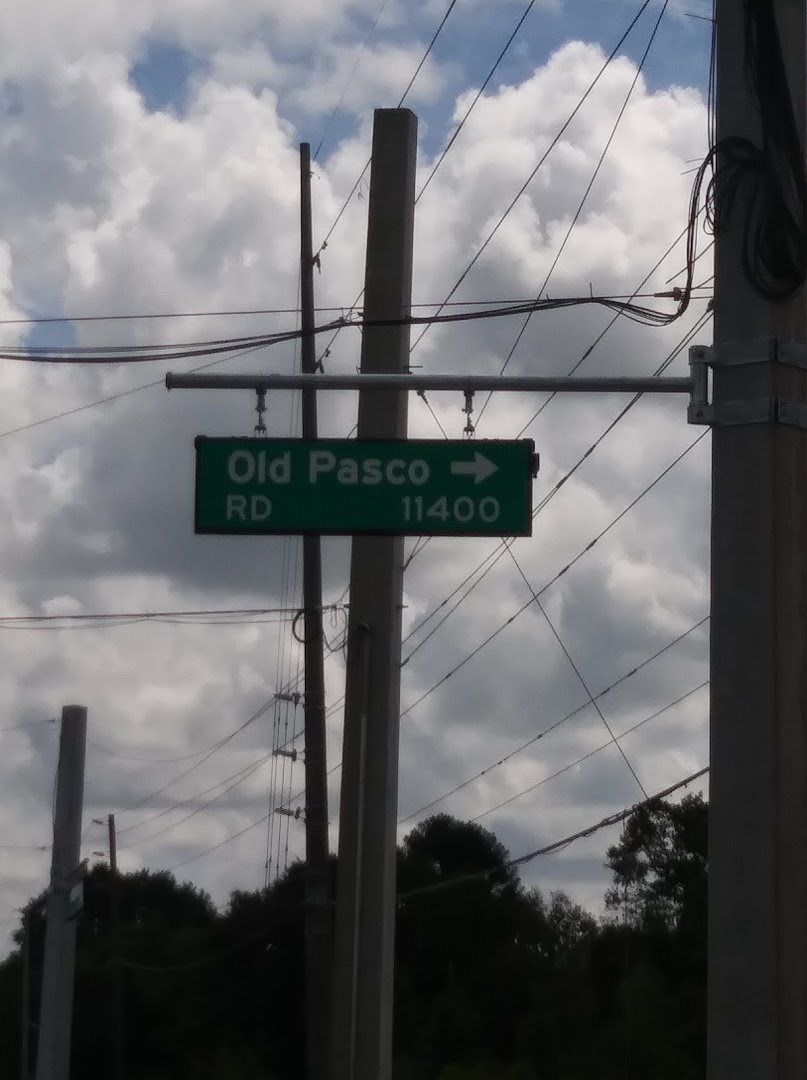 Old Pasco →
RD 11400